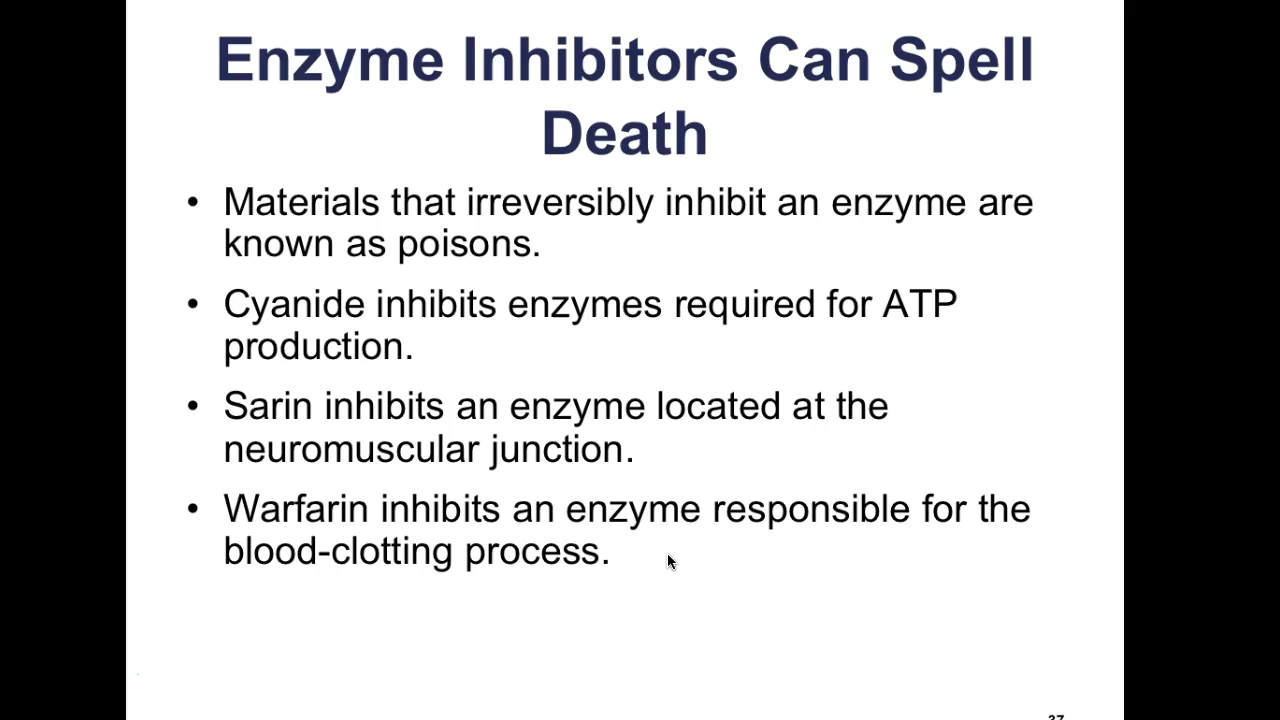 Enzyme Inhibitors Can Spell
Death
• Materials that irreversibly inhibit an enzyme are
known as poisons.
• Cyanide inhibits enzymes required for ATP
production.
• Sarin inhibits an enzyme located at the
neuromuscular junction.
• Warfarin inhibits an enzyme responsible for the
blood-clotting process.